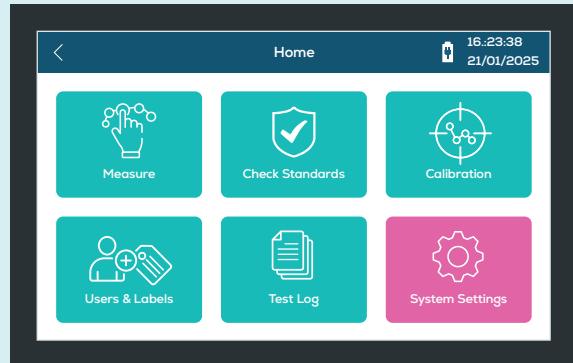 Home
16.:23:38
21/01/2025
Measure
Check Standards
Calibration
Users & Labels
Test Log
System Settings